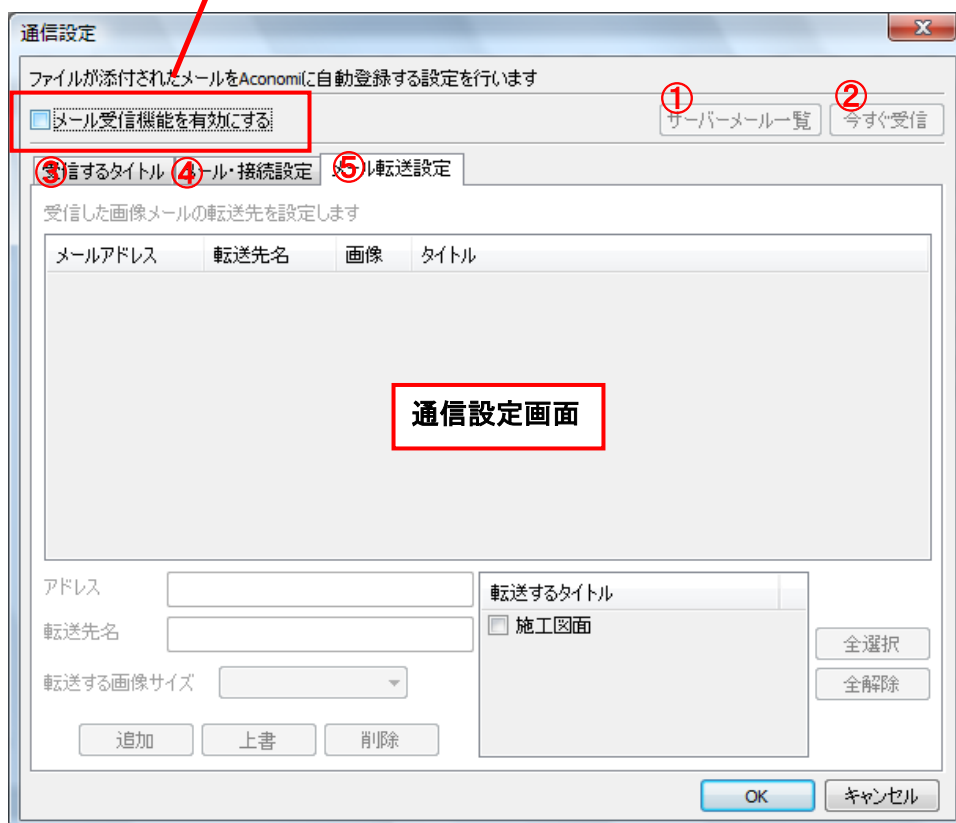 通信設定
ファイルが添付されたメールをAconomiに自動登録する設定を行います
メール受信機能を有効にする
① ②
サーバーメール一覧 今すぐ受信
③受信するタイトル ④メール・接続設定 ⑤メール転送設定
受信した画像メールの転送先を設定します
メールアドレス 転送先名 画像 タイトル
通信設定画面
アドレス
転送先名
転送する画像サイズ
追加 上書 削除
転送するタイトル
施工図面
全選択
全解除
OK キャンセル